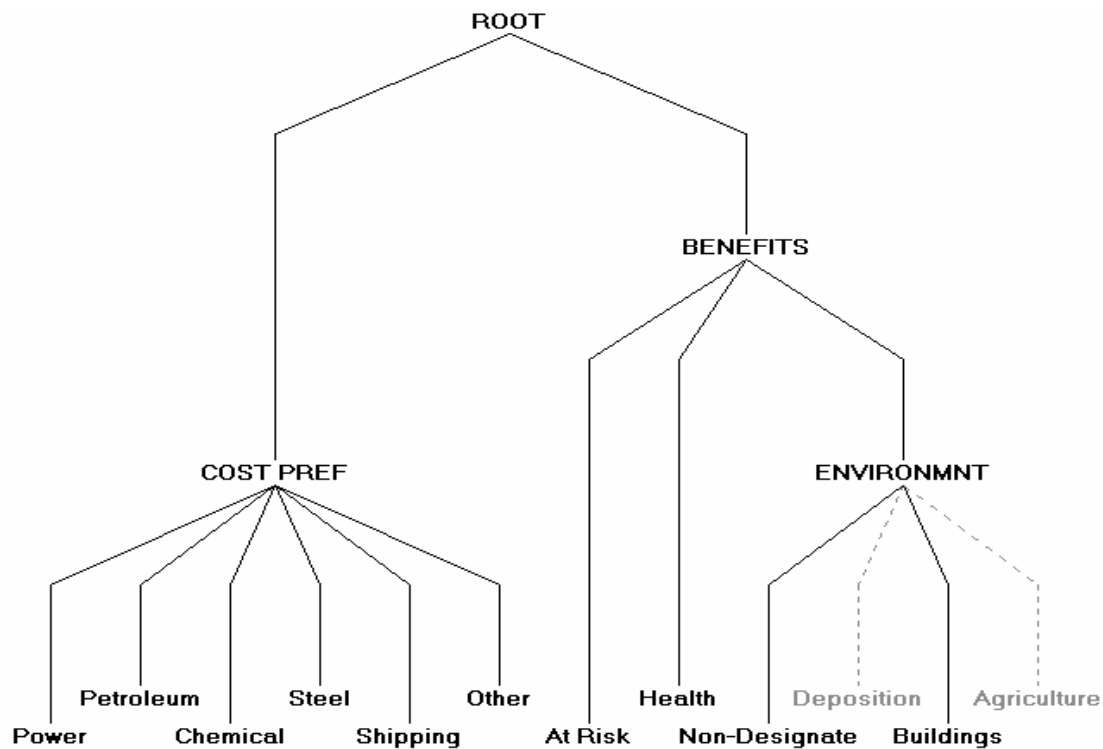 ROOT
BENEFITS
COST PREF
ENVIRONMNT
Petroleum
Steel
Other
Health
Deposition
Agriculture
Power
Chemical
Shipping
At Risk
Non-Designate
Buildings